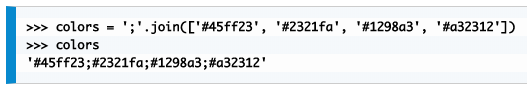 >>> colors = ';'.join(['#45ff23', '#2321fa', '#1298a3', '#a32312'])
>>> colors
'#45ff23;#2321fa;#1298a3;#a32312'